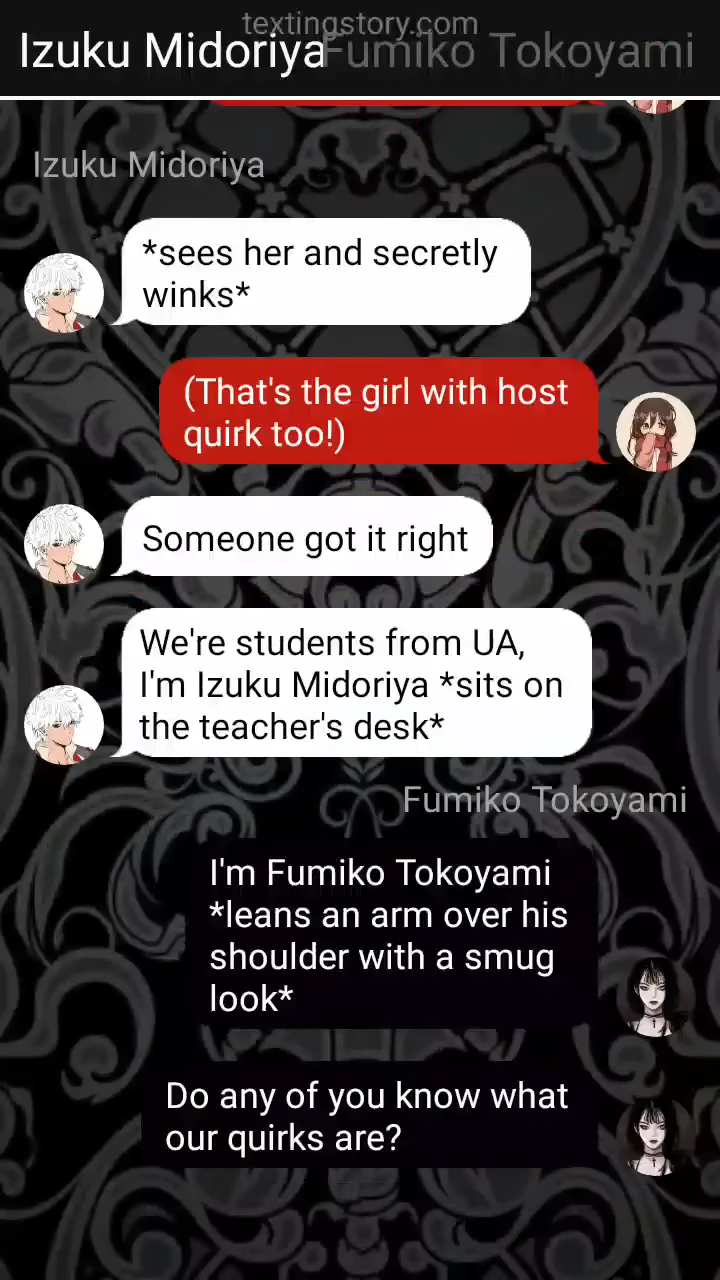 textingstory.com
Izuku Midoriya Fumiko Tokoyami
Izuku Midoriya
*sees her and secretly
winks*
(That's the girl with host
quirk too!)
Someone got it right
We're students from UA,
I'm Izuku Midoriya *sits on
the teacher's desk*
Fumiko Tokoyami
I'm Fumiko Tokoyami
*leans an arm over his
shoulder with a smug
look*
Do any of you know what
our quirks are?